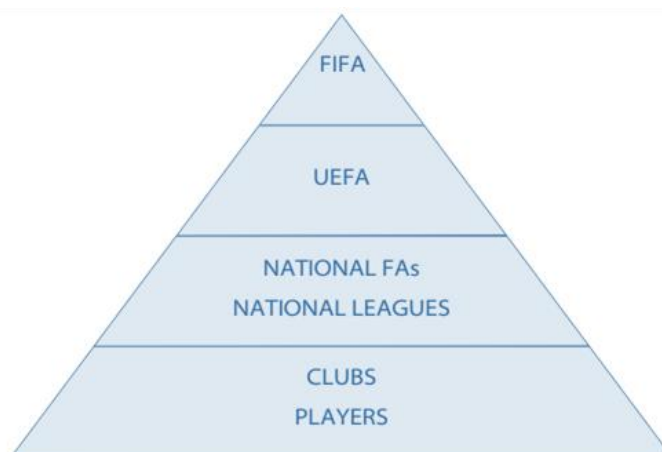 FIFA
UEFA
NATIONAL FAs
NATIONAL LEAGUES
CLUBS
PLAYERS